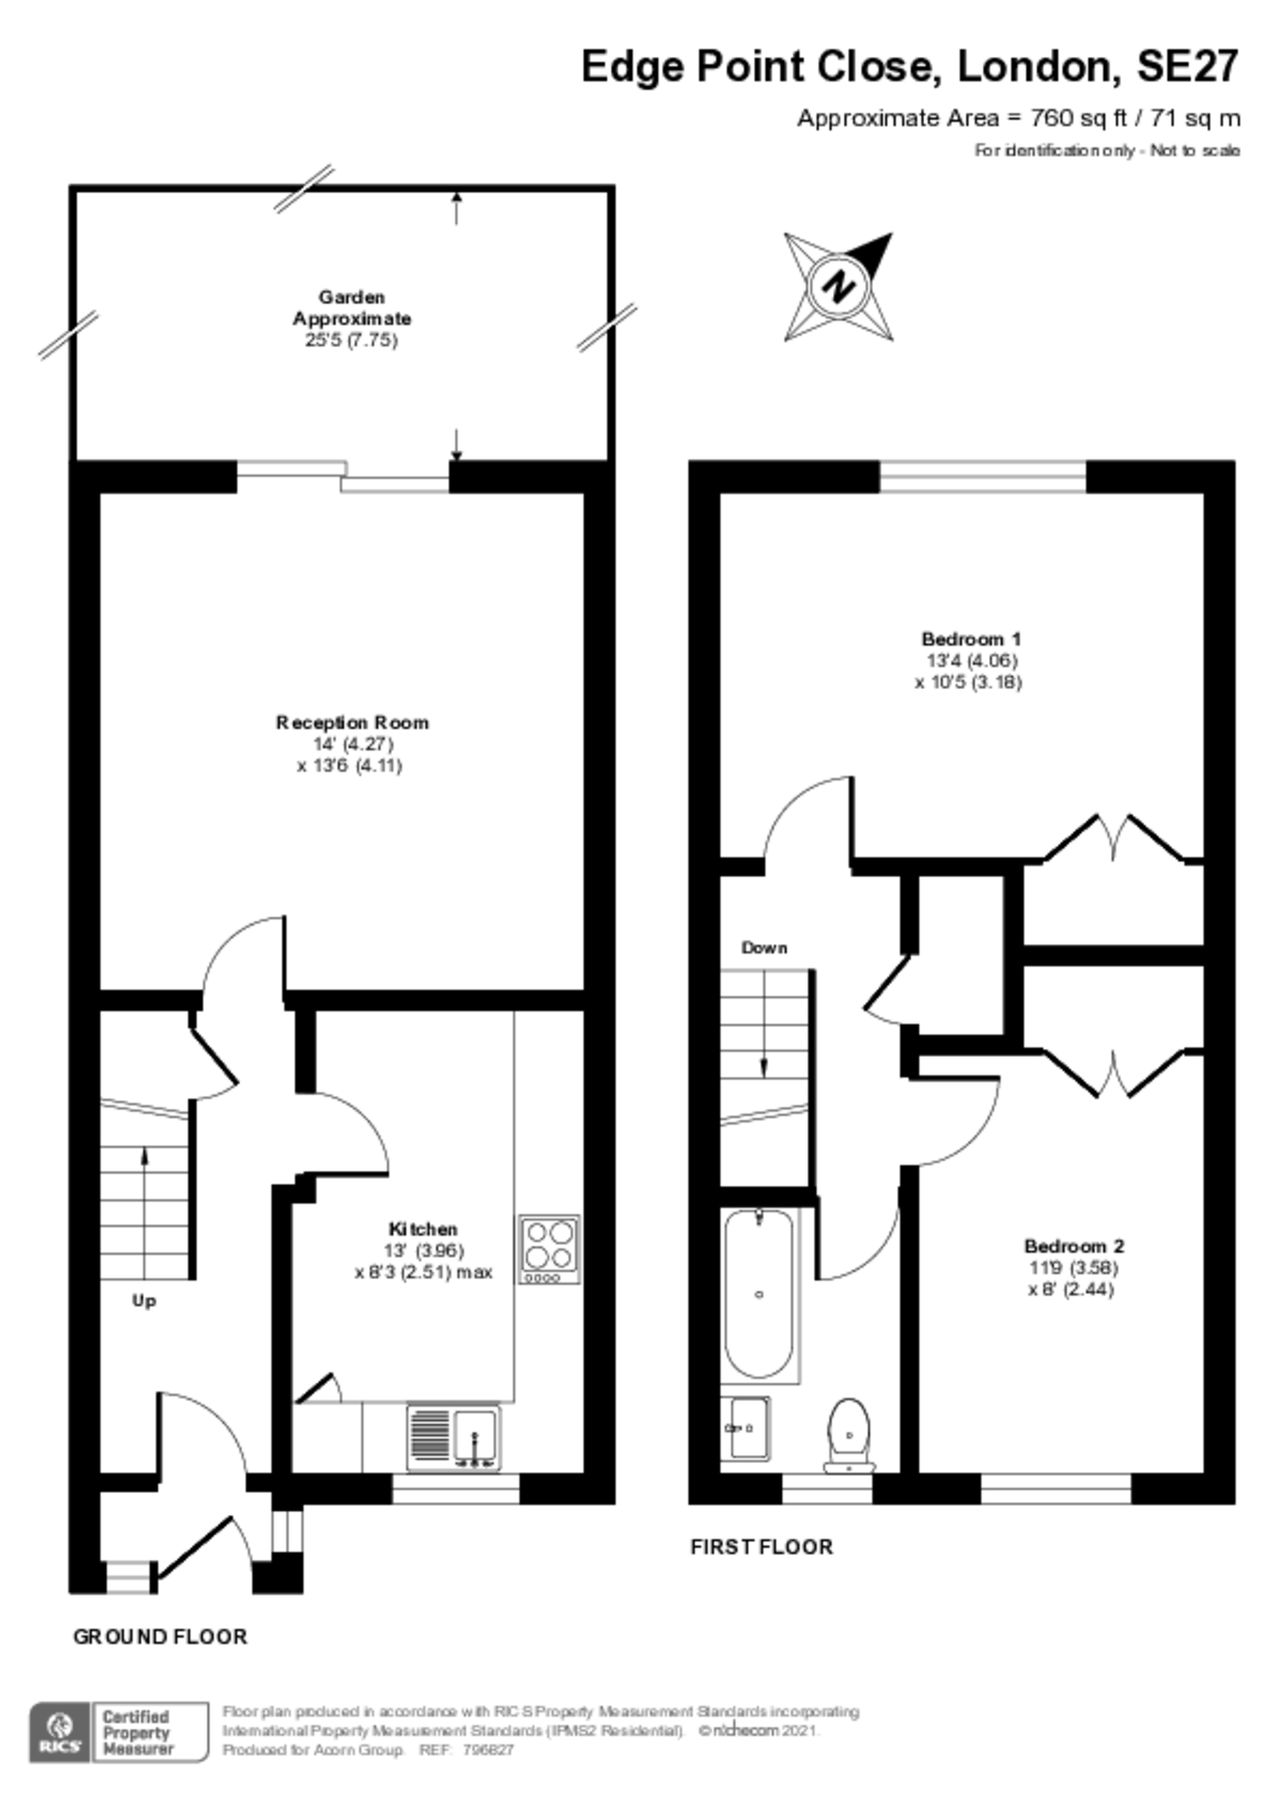 Edge Point Close, London, SE27
Approximate Area = 760 sq ft / 71 sq m
For identification only - Not to scale
Garden
Approximate
25'5 (7.75)
N
Reception Room
14' (4.27)
x 13'6 (4.11)
Bedroom 1
13'4 (4.06)
x 10'5 (3.18)
Down
Kitchen
13' (3.96)
x 8'3 (2.51) max
Up
Bedroom 2
11'9 (3.58)
x 8' (2.44)
FIRST FLOOR
GROUND FLOOR
RICS
Certified
Property
Measurer
Floor plan produced in accordance with RICS Property Measurement Standards incorporating
International Property Measurement Standards (IPMS2 Residential). © nichecom 2021.
Produced for Acorn Group. REF: 796827